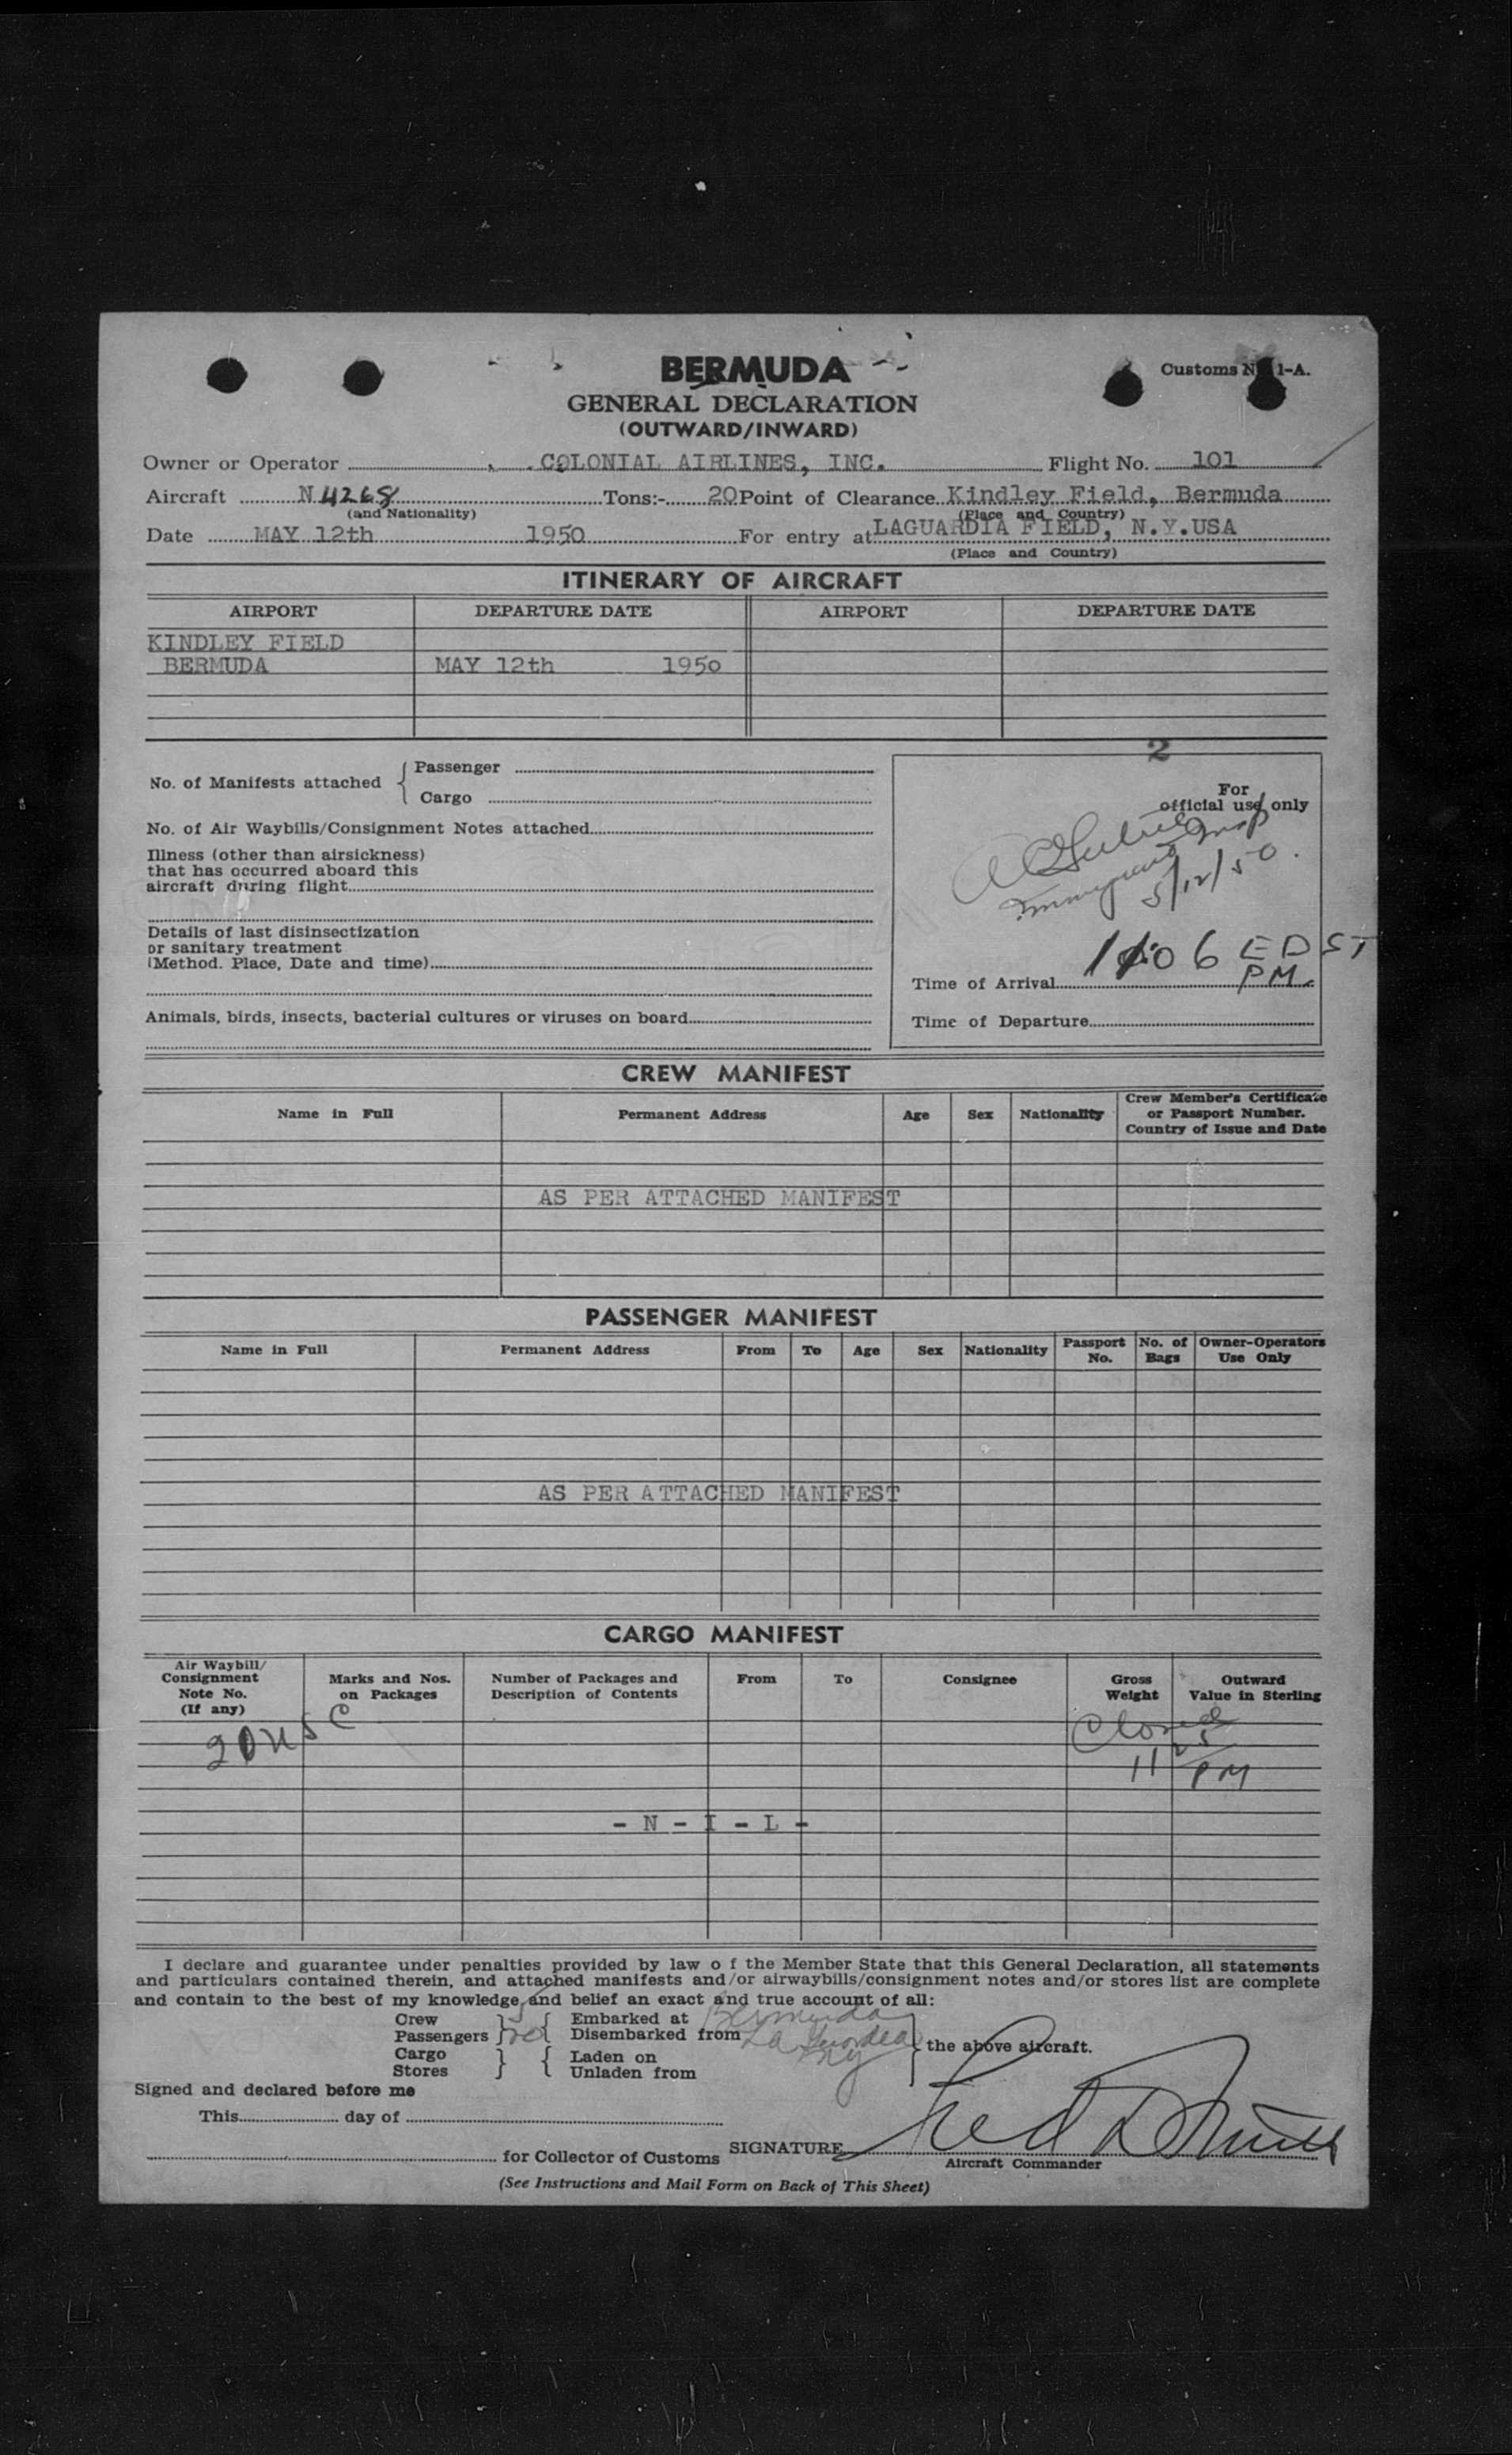 BERMUDA
Customs N 1-A.
GENERAL DECLARATION
(OUTWARD/INWARD)
Owner or Operator COLONIAL AIRLINES, INC. Flight No. 101
Aircraft N4268 Tons:- 20 Point of Clearance Kindley Field, Bermuda
(and Nationality) (Place and Country)
Date MAY 12th 1950 For entry at LAGUARDIA FIELD, N.Y.USA
(Place and Country)
ITINERARY OF AIRCRAFT
AIRPORT DEPARTURE DATE AIRPORT DEPARTURE DATE
KINDLEY FIELD
BERMUDA MAY 12th 1950
2
No. of Manifests attached { Passenger
Cargo
For
official use only
No. of Air Waybills/Consignment Notes attached
Illness (other than airsickness)
that has occurred aboard this
aircraft during flight
Insp
5/12/50
Details of last disinsectization
or sanitary treatment
(Method. Place, Date and time)
Time of Arrival 1106 EDST
PM.
Animals, birds, insects, bacterial cultures or viruses on board
Time of Departure
CREW MANIFEST
Name in Full Permanent Address Age Sex Nationality Crew Member's Certificate
or Passport Number.
Country of Issue and Date
AS PER ATTACHED MANIFEST
PASSENGER MANIFEST
Name in Full Permanent Address From To Age Sex Nationality Passport No. No. of Bags Owner-Operators Use Only
AS PER ATTACHED MANIFEST
CARGO MANIFEST
Air Waybill/
Consignment
Note No.
(If any)
Marks and Nos.
on Packages
Number of Packages and
Description of Contents
From To Consignee
Gross
Weight
Outward
Value in Sterling
20 US C
Closed
11 25
PM
- N - I - L -
I declare and guarantee under penalties provided by law o f the Member State that this General Declaration, all statements
and particulars contained therein, and attached manifests and/or airwaybills/consignment notes and/or stores list are complete
and contain to the best of my knowledge and belief an exact and true account of all:
Crew } { Embarked at Bermuda
Passengers } { Disembarked from La Guardia }
NY
the above aircraft.
Cargo } { Laden on
Stores } { Unladen from
Signed and declared before me
This day of
for Collector of Customs SIGNATURE
Aircraft Commander
(See Instructions and Mail Form on Back of This Sheet)